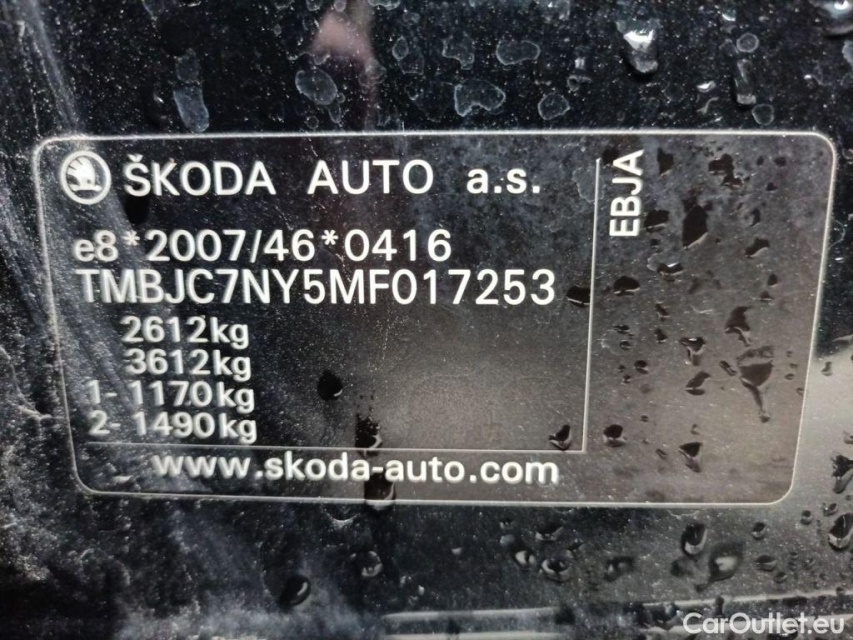 ŠKODA AUTO a.s.
EBJA
e8*2007/46*0416
TMBJC7NY5MF017253
2612kg
3612kg
1- 1170kg
2- 1490kg
www.skoda-auto.com
CarOutlet.eu